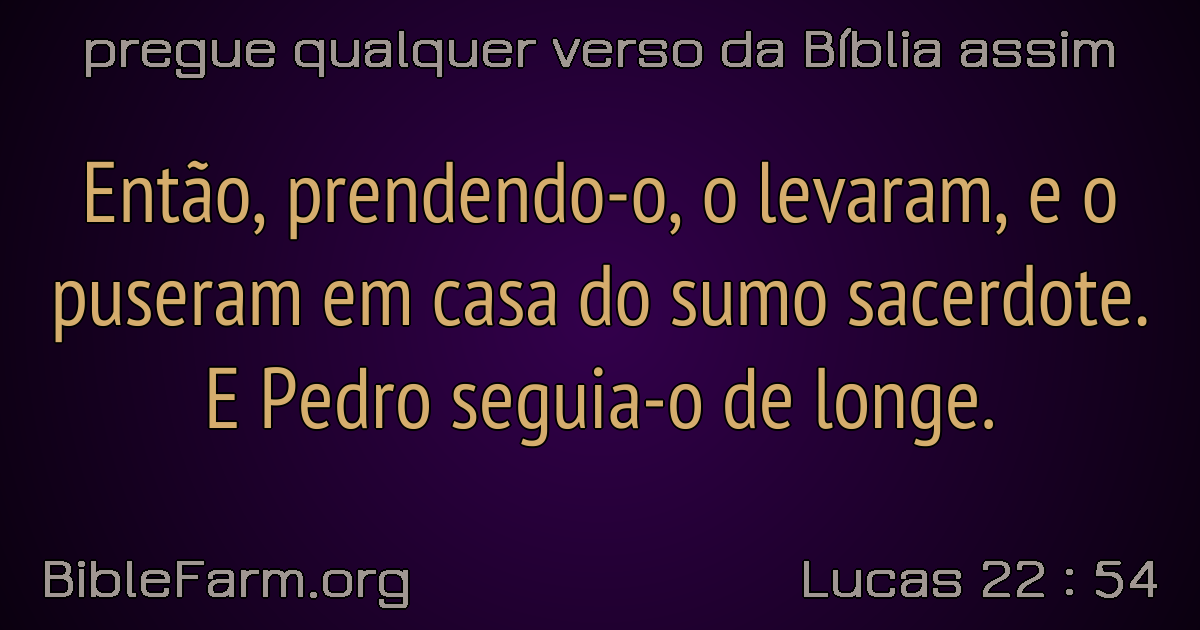 pregue qualquer verso da Bíblia assim
Então, prendendo-o, o levaram, e o
puseram em casa do sumo sacerdote.
E Pedro seguia-o de longe.
BibleFarm.org
Lucas 22 : 54